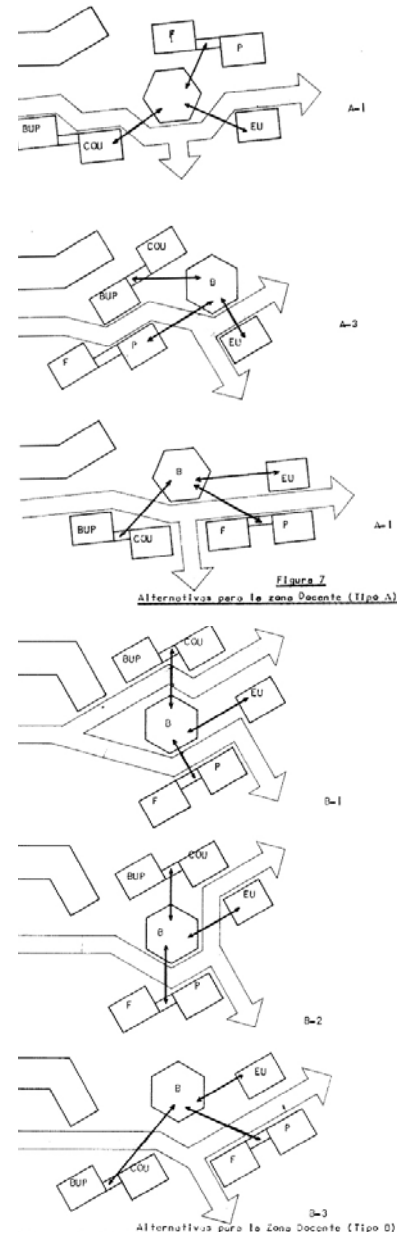 F
P
A-1
BUP
COU
EU
COU
B
BUP
A-3
P
EU
F
B
EU
A-1
BUP
COU
F
P
Figura 7
Alternativas para la zona Docente (Tipo A)
BUP
COU
EU
B
P
F
B-1
COU
BUP
EU
B
P
F
B-2
EU
B
P
COU
F
BUP
B-3
Alternativas para la Zona Docente (Tipo B)